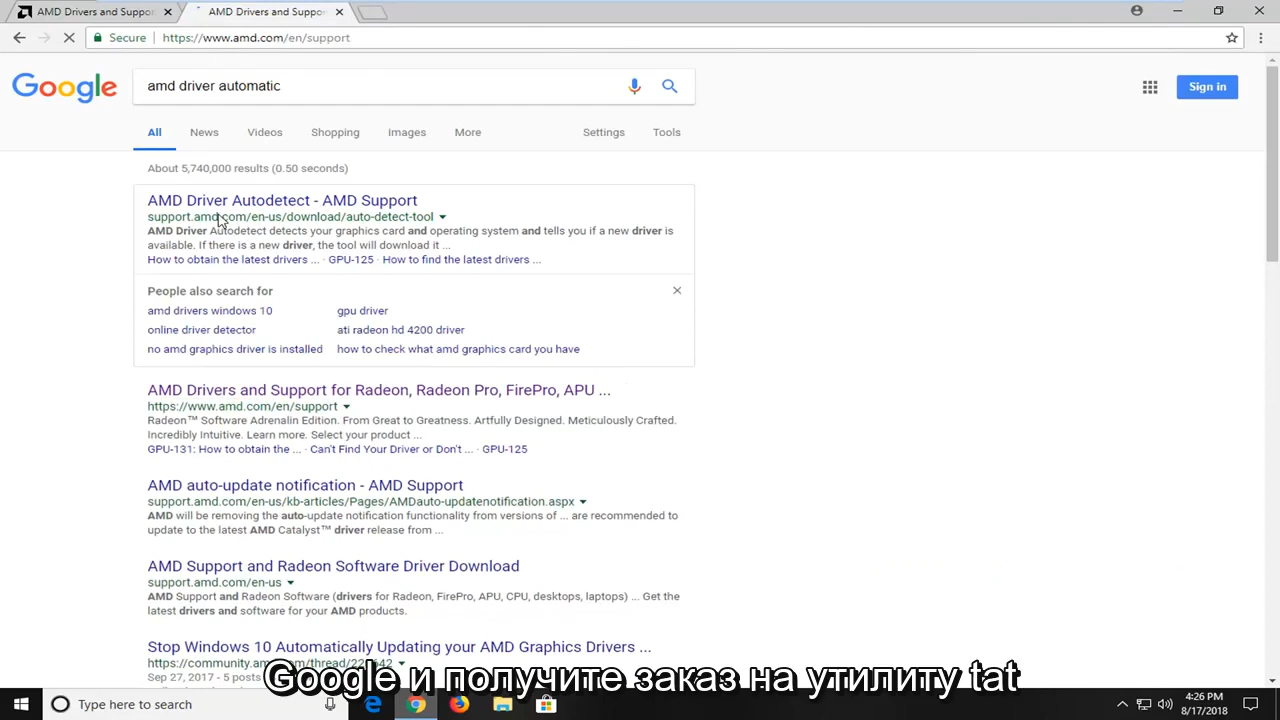 AMD Drivers and Suppor
AMD Drivers and Suppor
Secure
https://www.amd.com/en/support
Google
amd driver automatic
Sign in
All
News
Videos
Shopping
Images
More
Settings
Tools
About 5,740,000 results (0.50 seconds)
AMD Driver Autodetect - AMD Support
support.amd.com/en-us/download/auto-detect-tool
AMD Driver Autodetect detects your graphics card and operating system and tells you if a new driver is
available. If there is a new driver, the tool will download it ...
How to obtain the latest drivers ... · GPU-125 · How to find the latest drivers ...
People also search for
amd drivers windows 10
gpu driver
online driver detector
ati radeon hd 4200 driver
no amd graphics driver is installed
how to check what amd graphics card you have
AMD Drivers and Support for Radeon, Radeon Pro, FirePro, APU ...
https://www.amd.com/en/support
Radeon™ Software Adrenalin Edition. From Great to Greatness. Artfully Designed. Meticulously Crafted.
Incredibly Intuitive. Learn more. Select your product ...
GPU-131: How to obtain the ... · Can't Find Your Driver or Don't ... · GPU-125
AMD auto-update notification - AMD Support
support.amd.com/en-us/kb-articles/Pages/AMDauto-updatenotification.aspx
AMD will be removing the auto-update notification functionality from versions of ... are recommended to
update to the latest AMD Catalyst™ driver release from ...
AMD Support and Radeon Software Driver Download
support.amd.com/en-us
AMD Support and Radeon Software (drivers for Radeon, FirePro, APU, CPU, desktops, laptops) ... Get the
latest drivers and software for your AMD products.
Stop Windows 10 Automatically Updating your AMD Graphics Drivers ...
Sep 27, 2017 - 5 posts
Google и получите заказ на утилиту tat
Type here to search
4:26 PM
8/17/2018